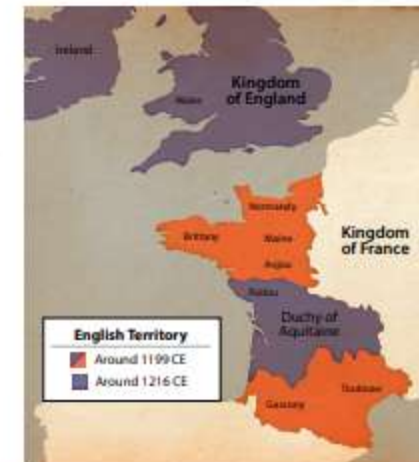 Ireland
Kingdom
of England
Wales
Normandy
Brittany
Maine
Anjou
Kingdom
of France
Poitou
Duchy of
Aquitaine
English Territory
Around 1199 CE
Around 1216 CE
Toulouse
Gascony